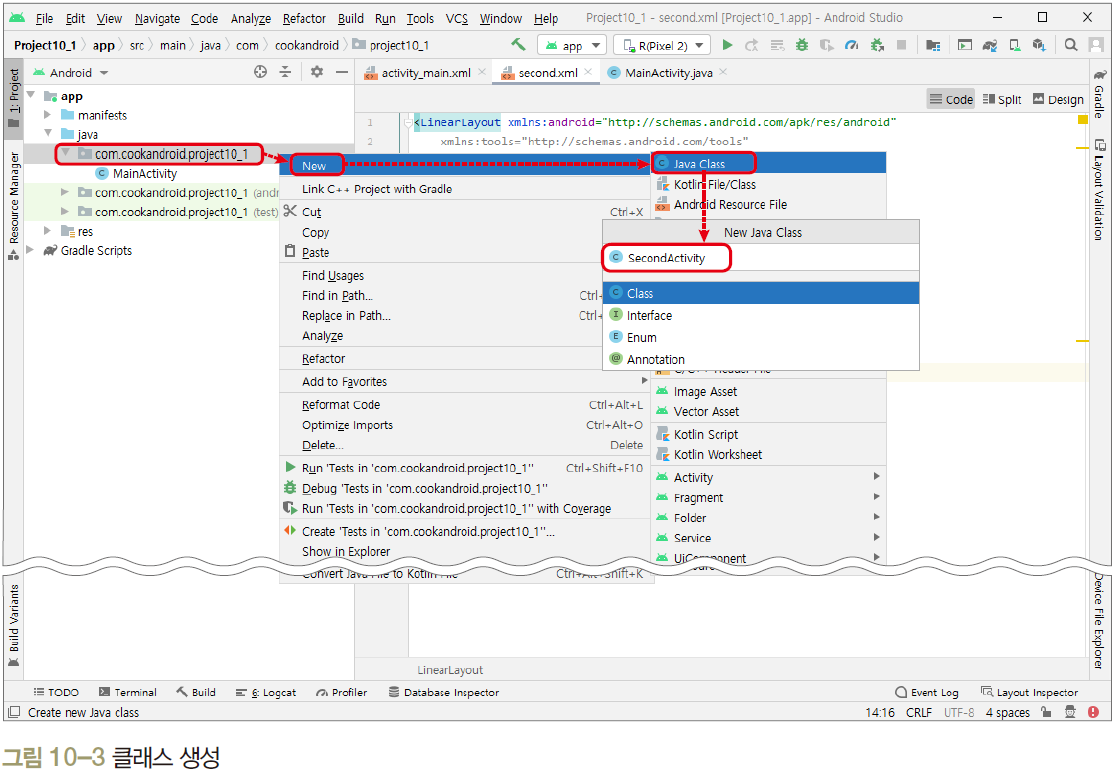 File Edit View Navigate Code Analyze Refactor Build Run Tools VCS Window Help Project10_1 - second.xml [Project10_1.app] - Android Studio
Project10_1 app src main java com cookandroid project10_1 app R(Pixel 2)
1: Project
Resource Manager
Build Variants
Android
app
manifests
java
com.cookandroid.project10_1
MainActivity
com.cookandroid.project10_1 (andr
com.cookandroid.project10_1 (test)
res
Gradle Scripts
activity_main.xml second.xml MainActivity.java
Code Split Design
1 <LinearLayout xmlns:android="http://schemas.android.com/apk/res/android"
2 xmlns:tools="http://schemas.android.com/tools"
New
Link C++ Project with Gradle
Cut Ctrl+X
Copy
Paste
Find Usages
Find in Path... Ctrl+
Replace in Path... Ctrl+
Analyze
Refactor
Add to Favorites
Reformat Code Ctrl+Alt+L
Optimize Imports Ctrl+Alt+O
Delete... Delete
Run 'Tests in 'com.cookandroid.project10_1'' Ctrl+Shift+F10
Debug 'Tests in 'com.cookandroid.project10_1''
Run 'Tests in 'com.cookandroid.project10_1'' with Coverage
Create 'Tests in 'com.cookandroid.project10_1''...
Show in Explorer
Convert Java File to Kotlin File Ctrl+Alt+Shift+K
Java Class
Kotlin File/Class
Android Resource File
New Java Class
SecondActivity
Class
Interface
Enum
Annotation
C/C++ Header File
Image Asset
Vector Asset
Kotlin Script
Kotlin Worksheet
Activity
Fragment
Folder
Service
UiComponent
Gradle
Layout Validation
Device File Explorer
LinearLayout
TODO Terminal Build 6: Logcat Profiler Database Inspector Event Log Layout Inspector
Create new Java class 14:16 CRLF UTF-8 4 spaces
그림 10-3 클래스 생성